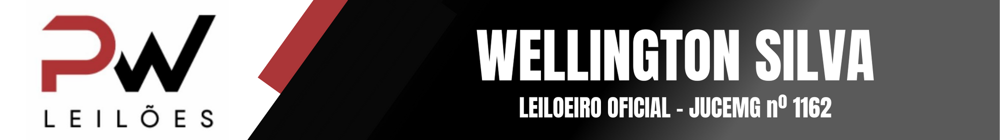 PW
LEILÕES
WELLINGTON SILVA
LEILOEIRO OFICIAL - JUCEMG nº 1162